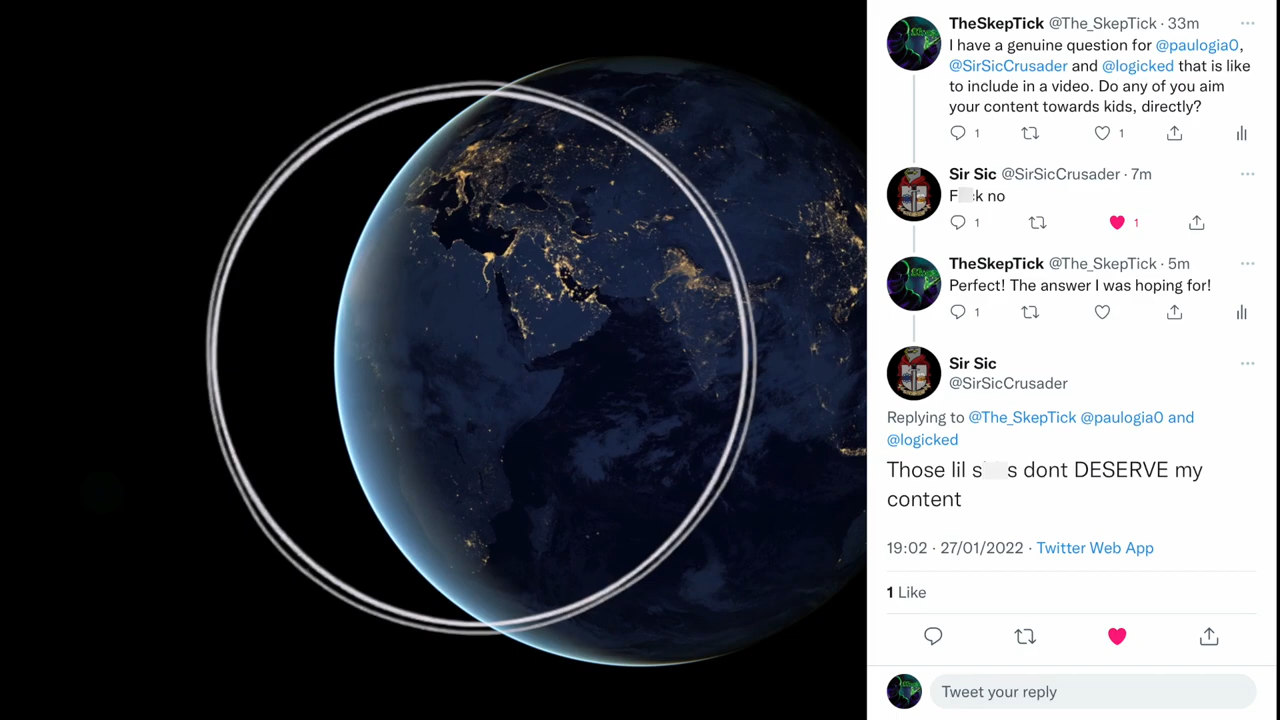 TheSkepTick @The_SkepTick · 33m
I have a genuine question for @paulogia0,
@SirSicCrusader and @logicked that is like
to include in a video. Do any of you aim
your content towards kids, directly?
1 1
Sir Sic @SirSicCrusader · 7m
F ck no
1 1
TheSkepTick @The_SkepTick · 5m
Perfect! The answer I was hoping for!
1
Sir Sic
@SirSicCrusader
Replying to @The_SkepTick @paulogia0 and
@logicked
Those lil s s dont DESERVE my
content
19:02 · 27/01/2022 · Twitter Web App
1 Like
Tweet your reply